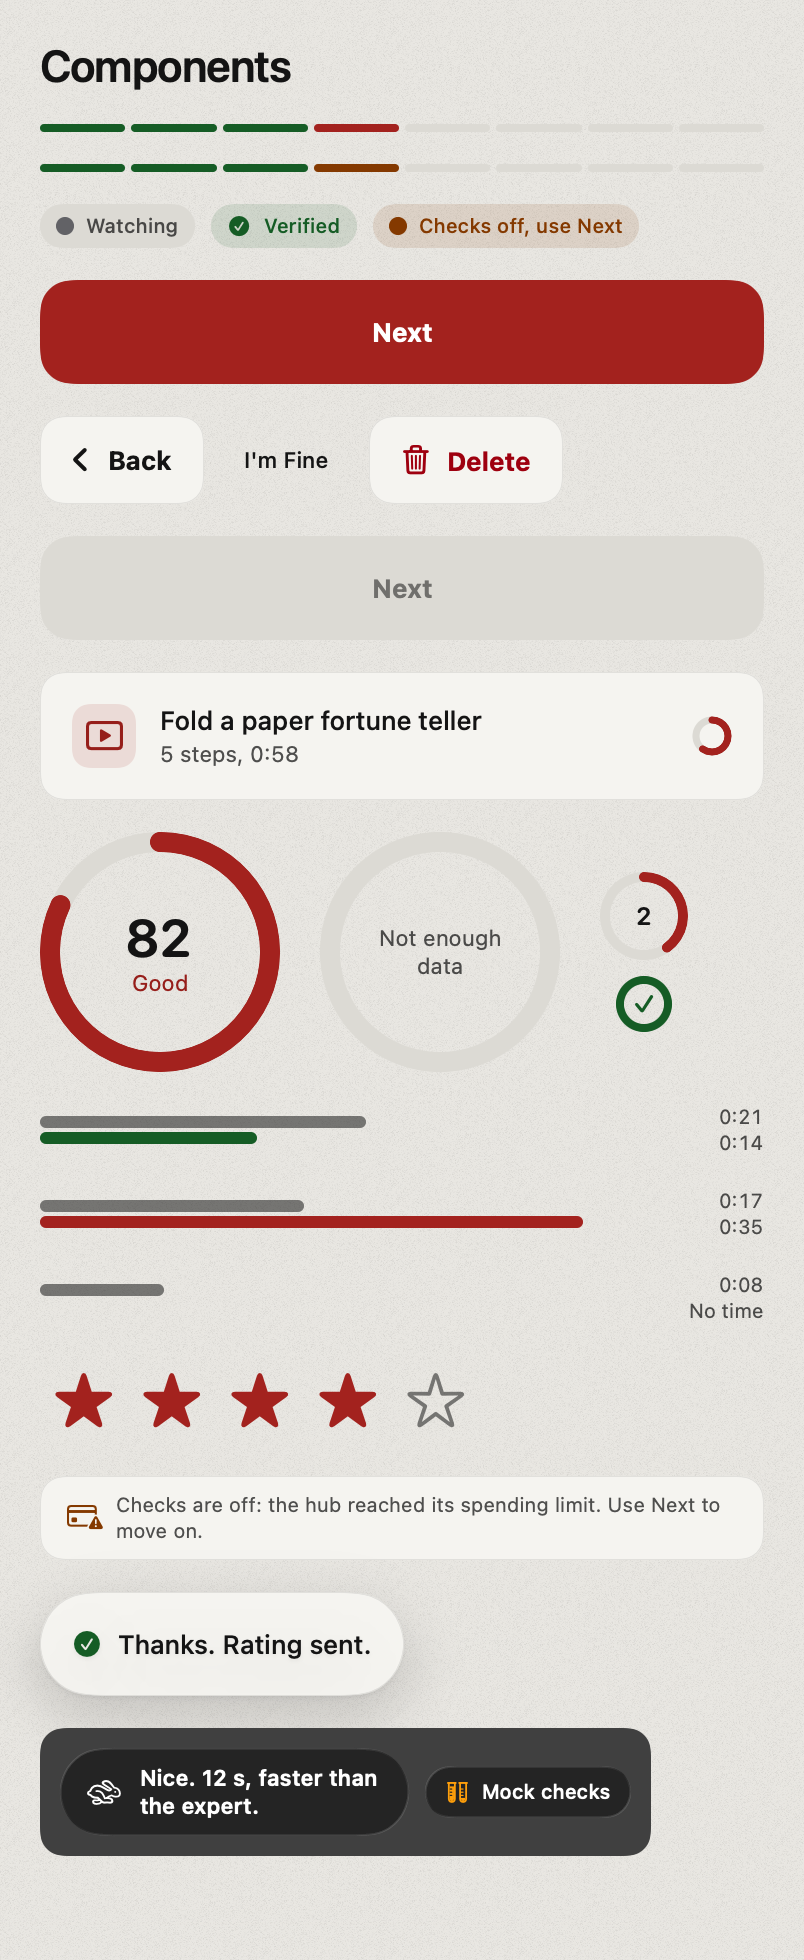 Components
Watching
Verified
Checks off, use Next
Next
Back
I'm Fine
Delete
Next
Fold a paper fortune teller
5 steps, 0:58
82
Good
Not enough
data
2
0:21
0:14
0:17
0:35
0:08
No time
Checks are off: the hub reached its spending limit. Use Next to
move on.
Thanks. Rating sent.
Nice. 12 s, faster than
the expert.
Mock checks